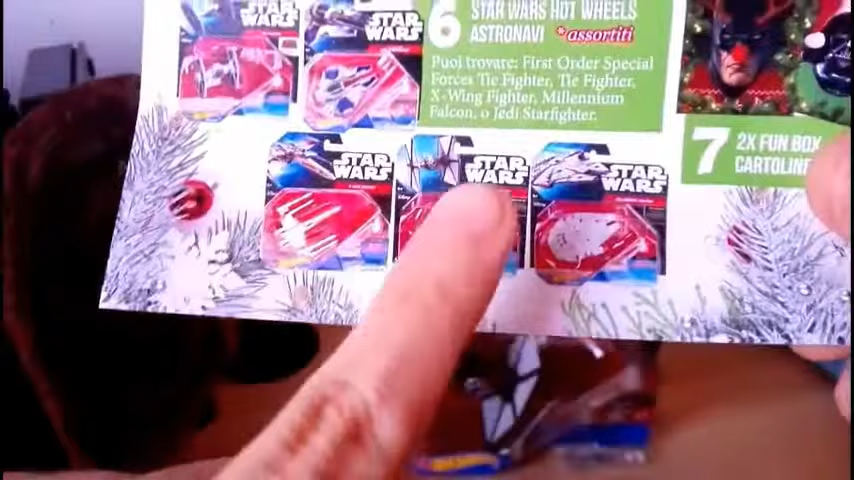 STAR WARS
STAR WARS
6 STAR WARS HOT WHEELS
ASTRONAVI *assortiti
Puoi trovare: First Order Special
Forces Tie Fighter, Tie Fighter,
X-Wing Fighter, Millennium
Falcon, o Jedi Starfighter.
STAR WARS
STAR WARS
STAR WARS
7 2X FUN BOX
CARTOLINE